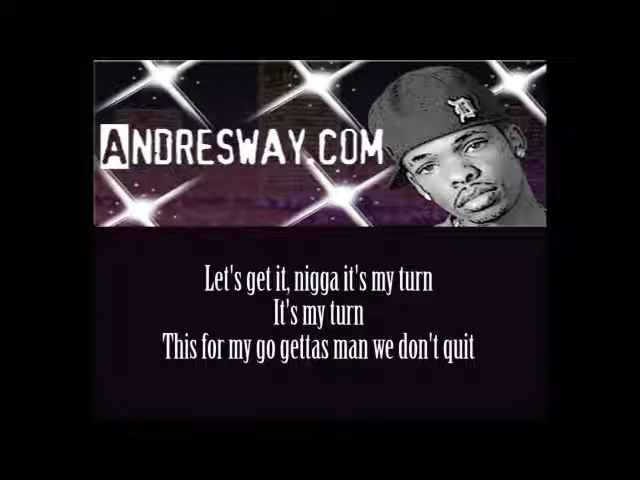 ANDRESWAY.COM
Let's get it, nigga it's my turn
It's my turn
This for my go gettas man we don't quit